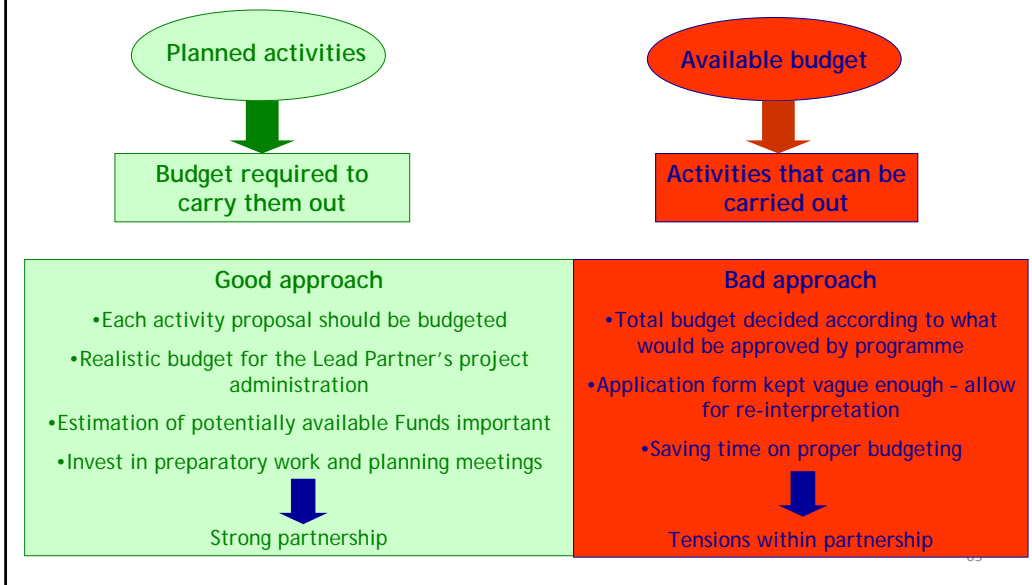 Planned activities
Budget required to
carry them out
Available budget
Activities that can be
carried out
Good approach
•Each activity proposal should be budgeted
•Realistic budget for the Lead Partner's project
administration
•Estimation of potentially available Funds important
•Invest in preparatory work and planning meetings
Strong partnership
Bad approach
•Total budget decided according to what
would be approved by programme
•Application form kept vague enough – allow
for re-interpretation
•Saving time on proper budgeting
Tensions within partnership